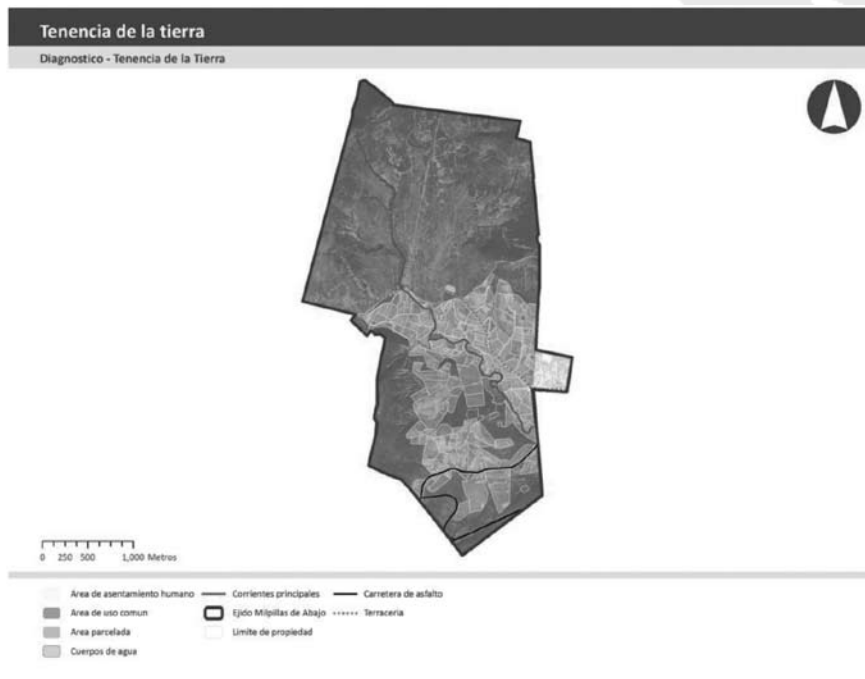 Tenencia de la tierra
Diagnostico - Tenencia de la Tierra
0 250 500 1,000 Metros
Area de asentamiento humano
Area de uso comun
Area parcelada
Cuerpos de agua
Corrientes principales
Ejido Milpillas de Abajo
Limite de propiedad
Carretera de asfalto
Terraceria